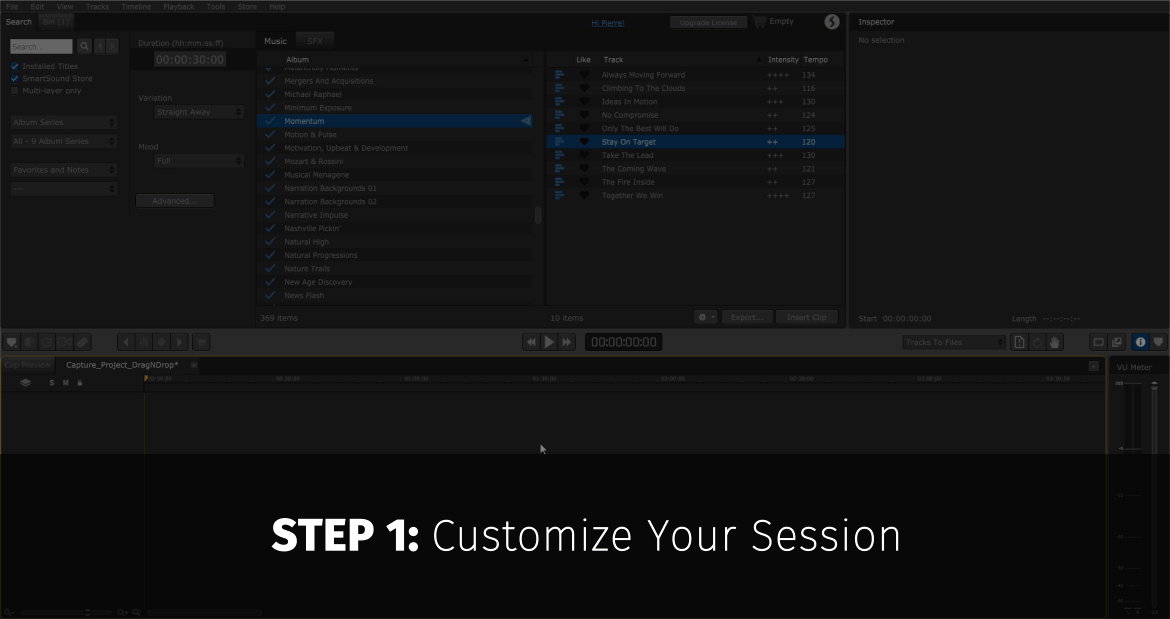 File Edit View Tracks Timeline Playback Tools Store Help
Search Bin (1) Hi Pierre! Upgrade License Empty Inspector
Search... Duration (hh:mm:ss:ff) Music SFX No selection
00:00:30:00 Album Like Track Intensity Tempo
Installed Titles
SmartSound Store
Multi-layer only
Variation
Straight Away
Album Series
All - 9 Album Series
Mood
Full
Favorites and Notes
---
Advanced...
Mergers And Acquisitions
Michael Raphael
Minimum Exposure
Momentum
Motion & Pulse
Motivation, Upbeat & Development
Mozart & Rossini
Musical Menagerie
Narration Backgrounds 01
Narration Backgrounds 02
Narrative Impulse
Nashville Pickin'
Natural High
Natural Progressions
Nature Trails
New Age Discovery
News Flash
Always Moving Forward ++++ 134
Climbing To The Clouds ++ 116
Ideas In Motion +++ 130
No Compromise ++ 124
Only The Best Will Do ++ 125
Stay On Target ++ 120
Take The Lead +++ 130
The Coming Wave ++ 121
The Fire Inside ++ 127
Together We Win ++++ 127
369 items 10 items Export... Insert Clip Start 00:00:00:00 Length --:--:--:--
00:00:00:00 Tracks To Files
Capture_Project_DragNDrop* VU Meter
S M
STEP 1: Customize Your Session